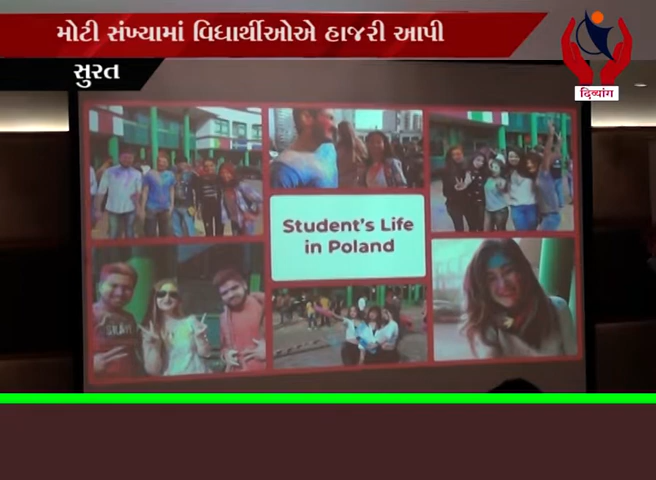 મોટી સંખ્યામાં વિધાર્થીઓએ હાજરી આપી
સુરત
दिव्यांग
Student's Life
in Poland